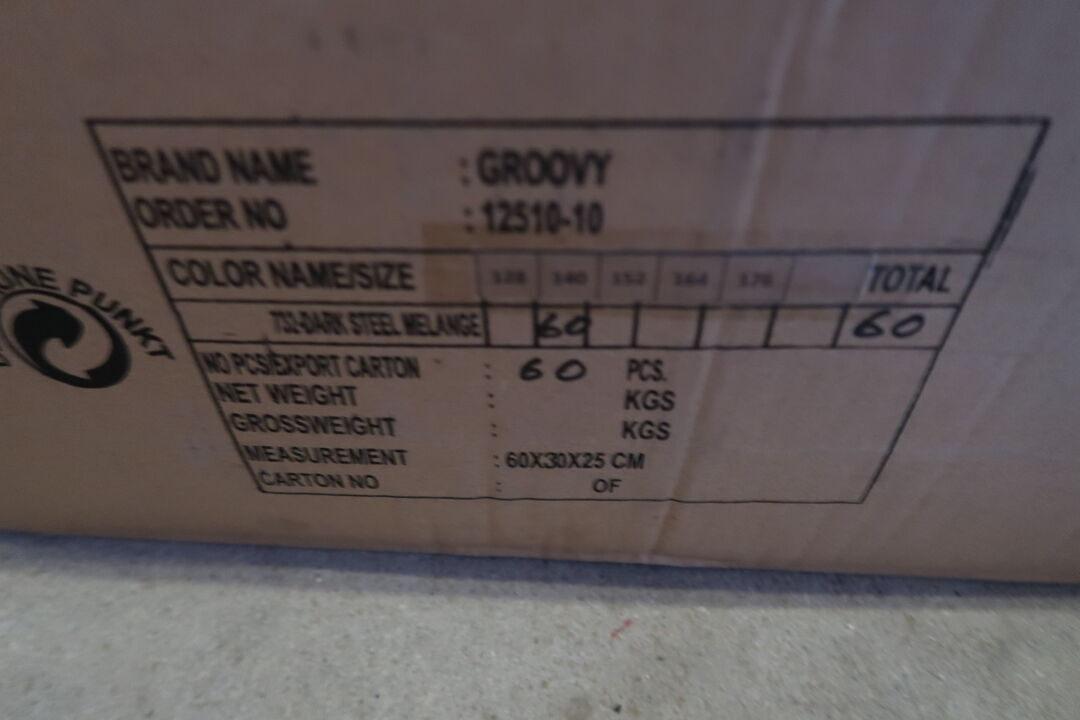 BRAND NAME : GROOVY
ORDER NO : 12510-10
COLOR NAME/SIZE 128 140 152 164 176 TOTAL
732-DARK STEEL MELANGE 60 60
NO PCS/EXPORT CARTON : 60 PCS.
NET WEIGHT : KGS
GROSSWEIGHT : KGS
MEASUREMENT : 60X30X25 CM
CARTON NO : OF
PUNKT